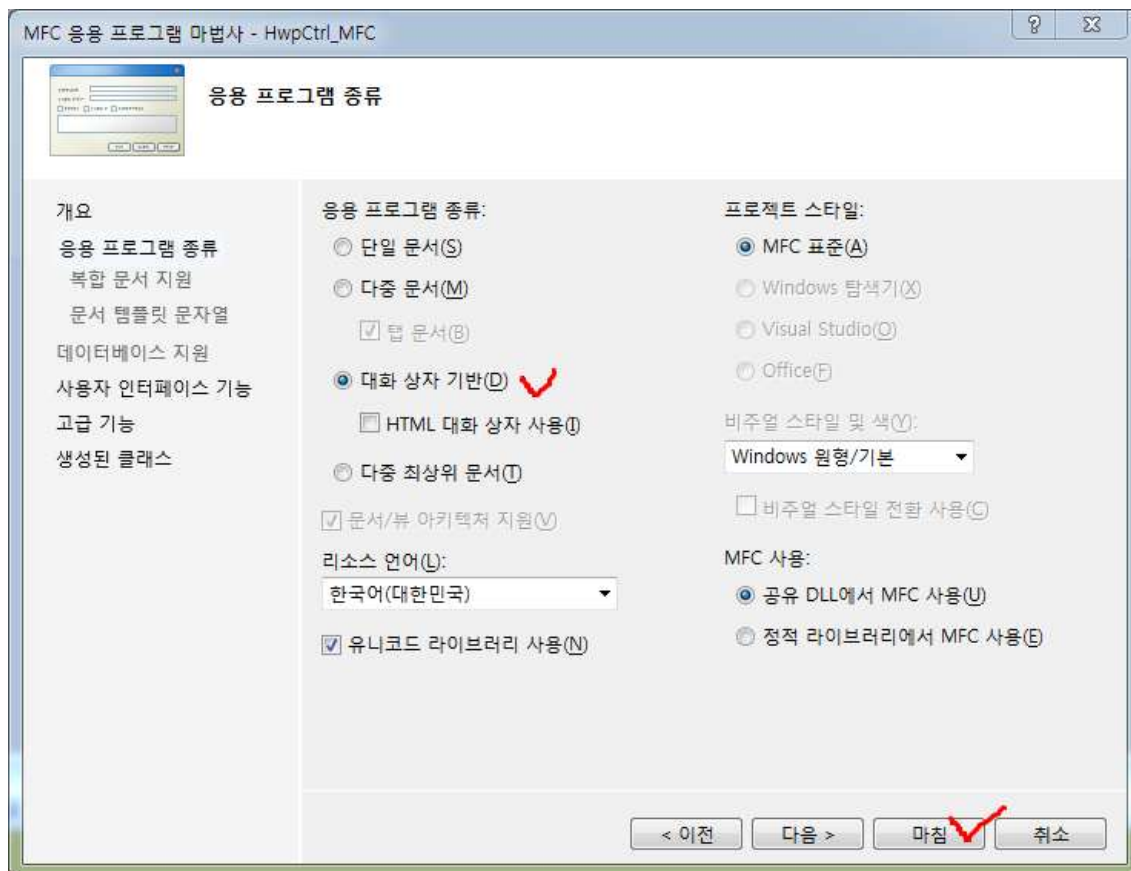 MFC 응용 프로그램 마법사 - HwpCtrl_MFC
응용 프로그램 종류
개요
응용 프로그램 종류
복합 문서 지원
문서 템플릿 문자열
데이터베이스 지원
사용자 인터페이스 기능
고급 기능
생성된 클래스
응용 프로그램 종류:
단일 문서(S)
다중 문서(M)
탭 문서(B)
대화 상자 기반(D)
HTML 대화 상자 사용(I)
다중 최상위 문서(T)
문서/뷰 아키텍처 지원(V)
리소스 언어(L):
한국어(대한민국)
유니코드 라이브러리 사용(N)
프로젝트 스타일:
MFC 표준(A)
Windows 탐색기(X)
Visual Studio(O)
Office(F)
비주얼 스타일 및 색(Y):
Windows 원형/기본
비주얼 스타일 전환 사용(C)
MFC 사용:
공유 DLL에서 MFC 사용(U)
정적 라이브러리에서 MFC 사용(E)
< 이전
다음 >
마침
취소